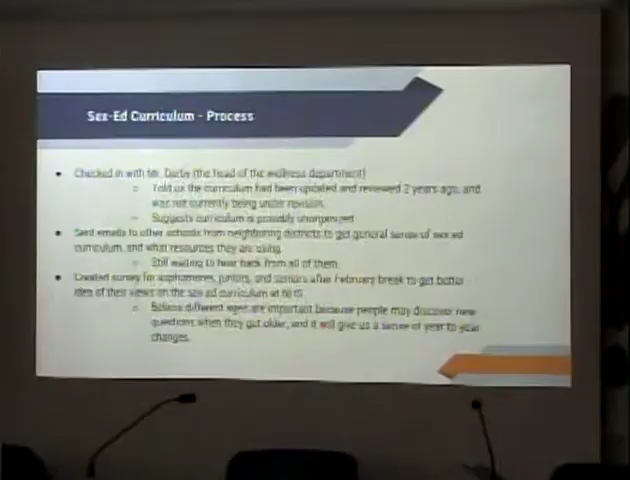 Sex-Ed Curriculum - Process
Checked in with Mr. Darby (the head of the wellness department)
Told us the curriculum had been updated and reviewed 2 years ago, and
was not currently being under revision.
Suggests curriculum is probably unorganized
Sent emails to other schools from neighboring districts to get general sense of sex ed
curriculum, and what resources they are using.
Still waiting to hear back from all of them.
Created survey for sophomores, juniors, and seniors after February break to get better
idea of their views on the sex ed curriculum at
Believe different ages are important because people may discover new
questions when they get older, and it will give us a sense of year to year
changes.